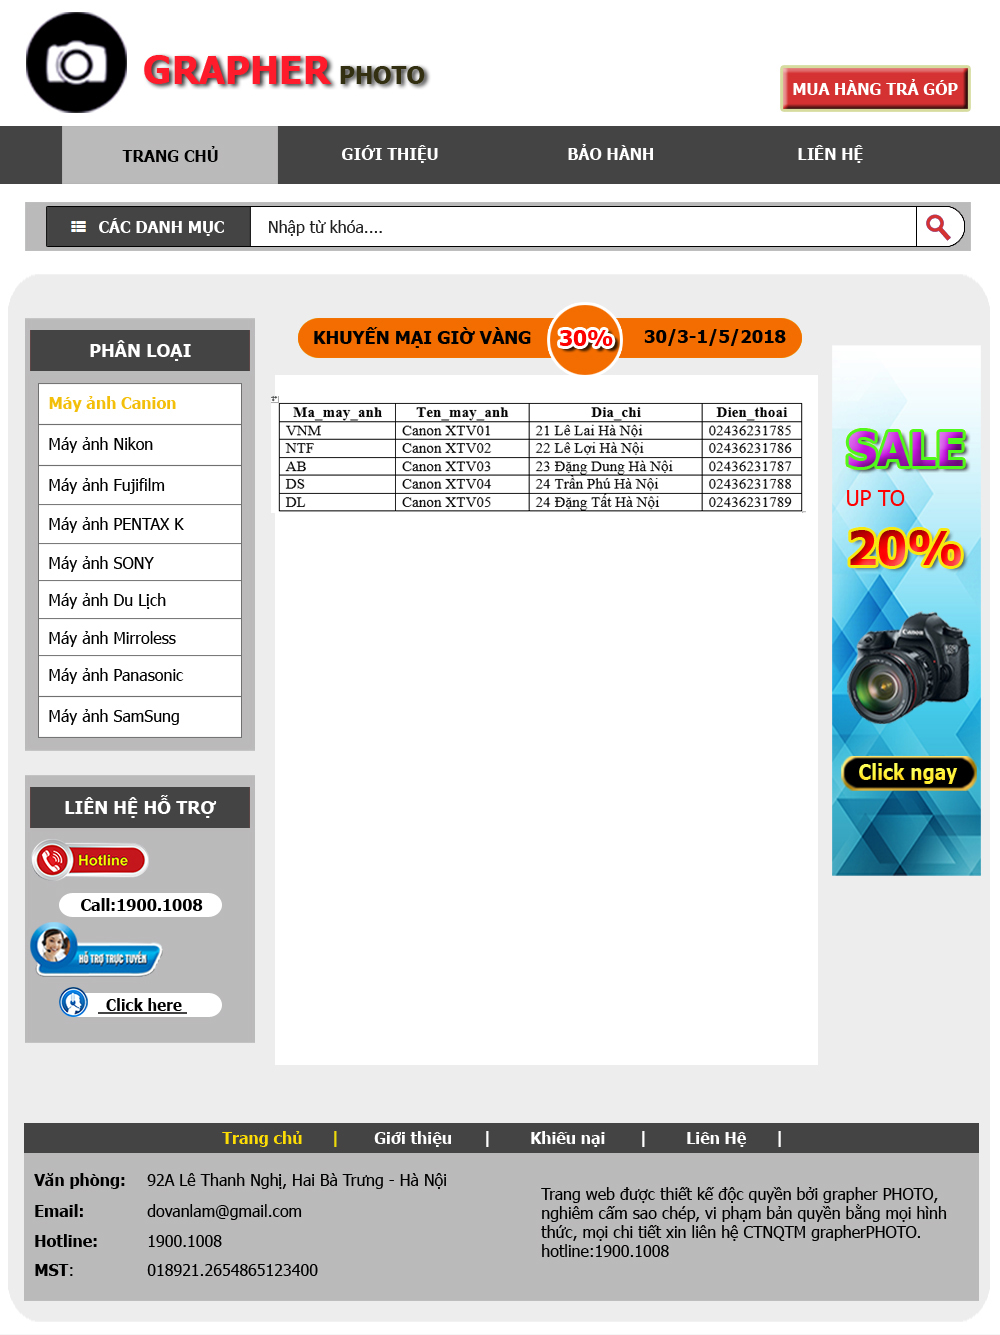 GRAPHER PHOTO
MUA HÀNG TRẢ GÓP
TRANG CHỦ GIỚI THIỆU BẢO HÀNH LIÊN HỆ
CÁC DANH MỤC Nhập từ khóa....
PHÂN LOẠI
Máy ảnh Canion
Máy ảnh Nikon
Máy ảnh Fujifilm
Máy ảnh PENTAX K
Máy ảnh SONY
Máy ảnh Du Lịch
Máy ảnh Mirroless
Máy ảnh Panasonic
Máy ảnh SamSung
LIÊN HỆ HỖ TRỢ
Hotline
Call:1900.1008
HỖ TRỢ TRỰC TUYẾN
Click here
KHUYẾN MẠI GIỜ VÀNG 30% 30/3-1/5/2018
Ma_may_anh Ten_may_anh Dia_chi Dien_thoai
VNM Canon XTV01 21 Lê Lai Hà Nội 02436231785
NTF Canon XTV02 22 Lê Lợi Hà Nội 02436231786
AB Canon XTV03 23 Đặng Dung Hà Nội 02436231787
DS Canon XTV04 24 Trần Phú Hà Nội 02436231788
DL Canon XTV05 24 Đặng Tất Hà Nội 02436231789
SALE
UP TO
20%
Canon
Click ngay
Trang chủ | Giới thiệu | Khiếu nại | Liên Hệ |
Văn phòng: 92A Lê Thanh Nghị, Hai Bà Trưng - Hà Nội
Email: dovanlam@gmail.com
Hotline: 1900.1008
MST: 018921.2654865123400
Trang web được thiết kế độc quyền bởi grapher PHOTO,
nghiêm cấm sao chép, vi phạm bản quyền bằng mọi hình
thức, mọi chi tiết xin liên hệ CTNQTM grapherPHOTO.
hotline:1900.1008